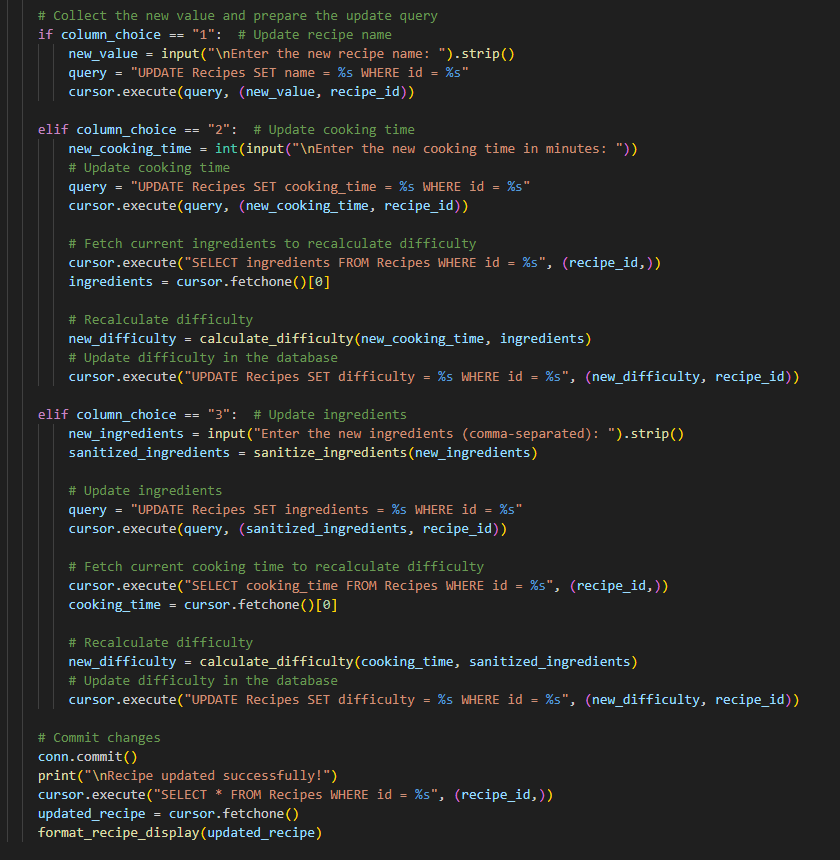 # Collect the new value and prepare the update query
if column_choice == "1":  # Update recipe name
    new_value = input("\nEnter the new recipe name: ").strip()
    query = "UPDATE Recipes SET name = %s WHERE id = %s"
    cursor.execute(query, (new_value, recipe_id))

elif column_choice == "2":  # Update cooking time
    new_cooking_time = int(input("\nEnter the new cooking time in minutes: "))
    # Update cooking time
    query = "UPDATE Recipes SET cooking_time = %s WHERE id = %s"
    cursor.execute(query, (new_cooking_time, recipe_id))

    # Fetch current ingredients to recalculate difficulty
    cursor.execute("SELECT ingredients FROM Recipes WHERE id = %s", (recipe_id,))
    ingredients = cursor.fetchone()[0]

    # Recalculate difficulty
    new_difficulty = calculate_difficulty(new_cooking_time, ingredients)
    # Update difficulty in the database
    cursor.execute("UPDATE Recipes SET difficulty = %s WHERE id = %s", (new_difficulty, recipe_id))

elif column_choice == "3":  # Update ingredients
    new_ingredients = input("Enter the new ingredients (comma-separated): ").strip()
    sanitized_ingredients = sanitize_ingredients(new_ingredients)

    # Update ingredients
    query = "UPDATE Recipes SET ingredients = %s WHERE id = %s"
    cursor.execute(query, (sanitized_ingredients, recipe_id))

    # Fetch current cooking time to recalculate difficulty
    cursor.execute("SELECT cooking_time FROM Recipes WHERE id = %s", (recipe_id,))
    cooking_time = cursor.fetchone()[0]

    # Recalculate difficulty
    new_difficulty = calculate_difficulty(cooking_time, sanitized_ingredients)
    # Update difficulty in the database
    cursor.execute("UPDATE Recipes SET difficulty = %s WHERE id = %s", (new_difficulty, recipe_id))

# Commit changes
conn.commit()
print("\nRecipe updated successfully!")
cursor.execute("SELECT * FROM Recipes WHERE id = %s", (recipe_id,))
updated_recipe = cursor.fetchone()
format_recipe_display(updated_recipe)